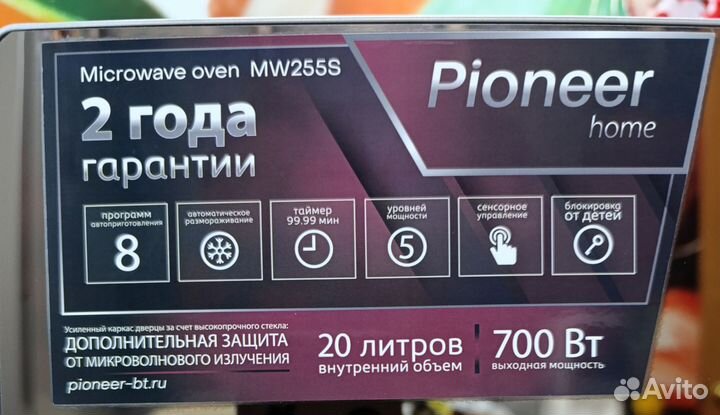 Microwave oven MW255S
Pioneer
home
2 года
гарантии
программ
автоприготовления
8
автоматическое
размораживание
таймер
99.99 мин
уровней
мощности
5
сенсорное
управление
блокировка
от детей
Усиленный каркас дверцы за счет высокопрочного стекла:
ДОПОЛНИТЕЛЬНАЯ ЗАЩИТА
ОТ МИКРОВОЛНОВОГО ИЗЛУЧЕНИЯ
pioneer-bt.ru
20 литров
внутренний объем
700 Вт
выходная мощность
Avito